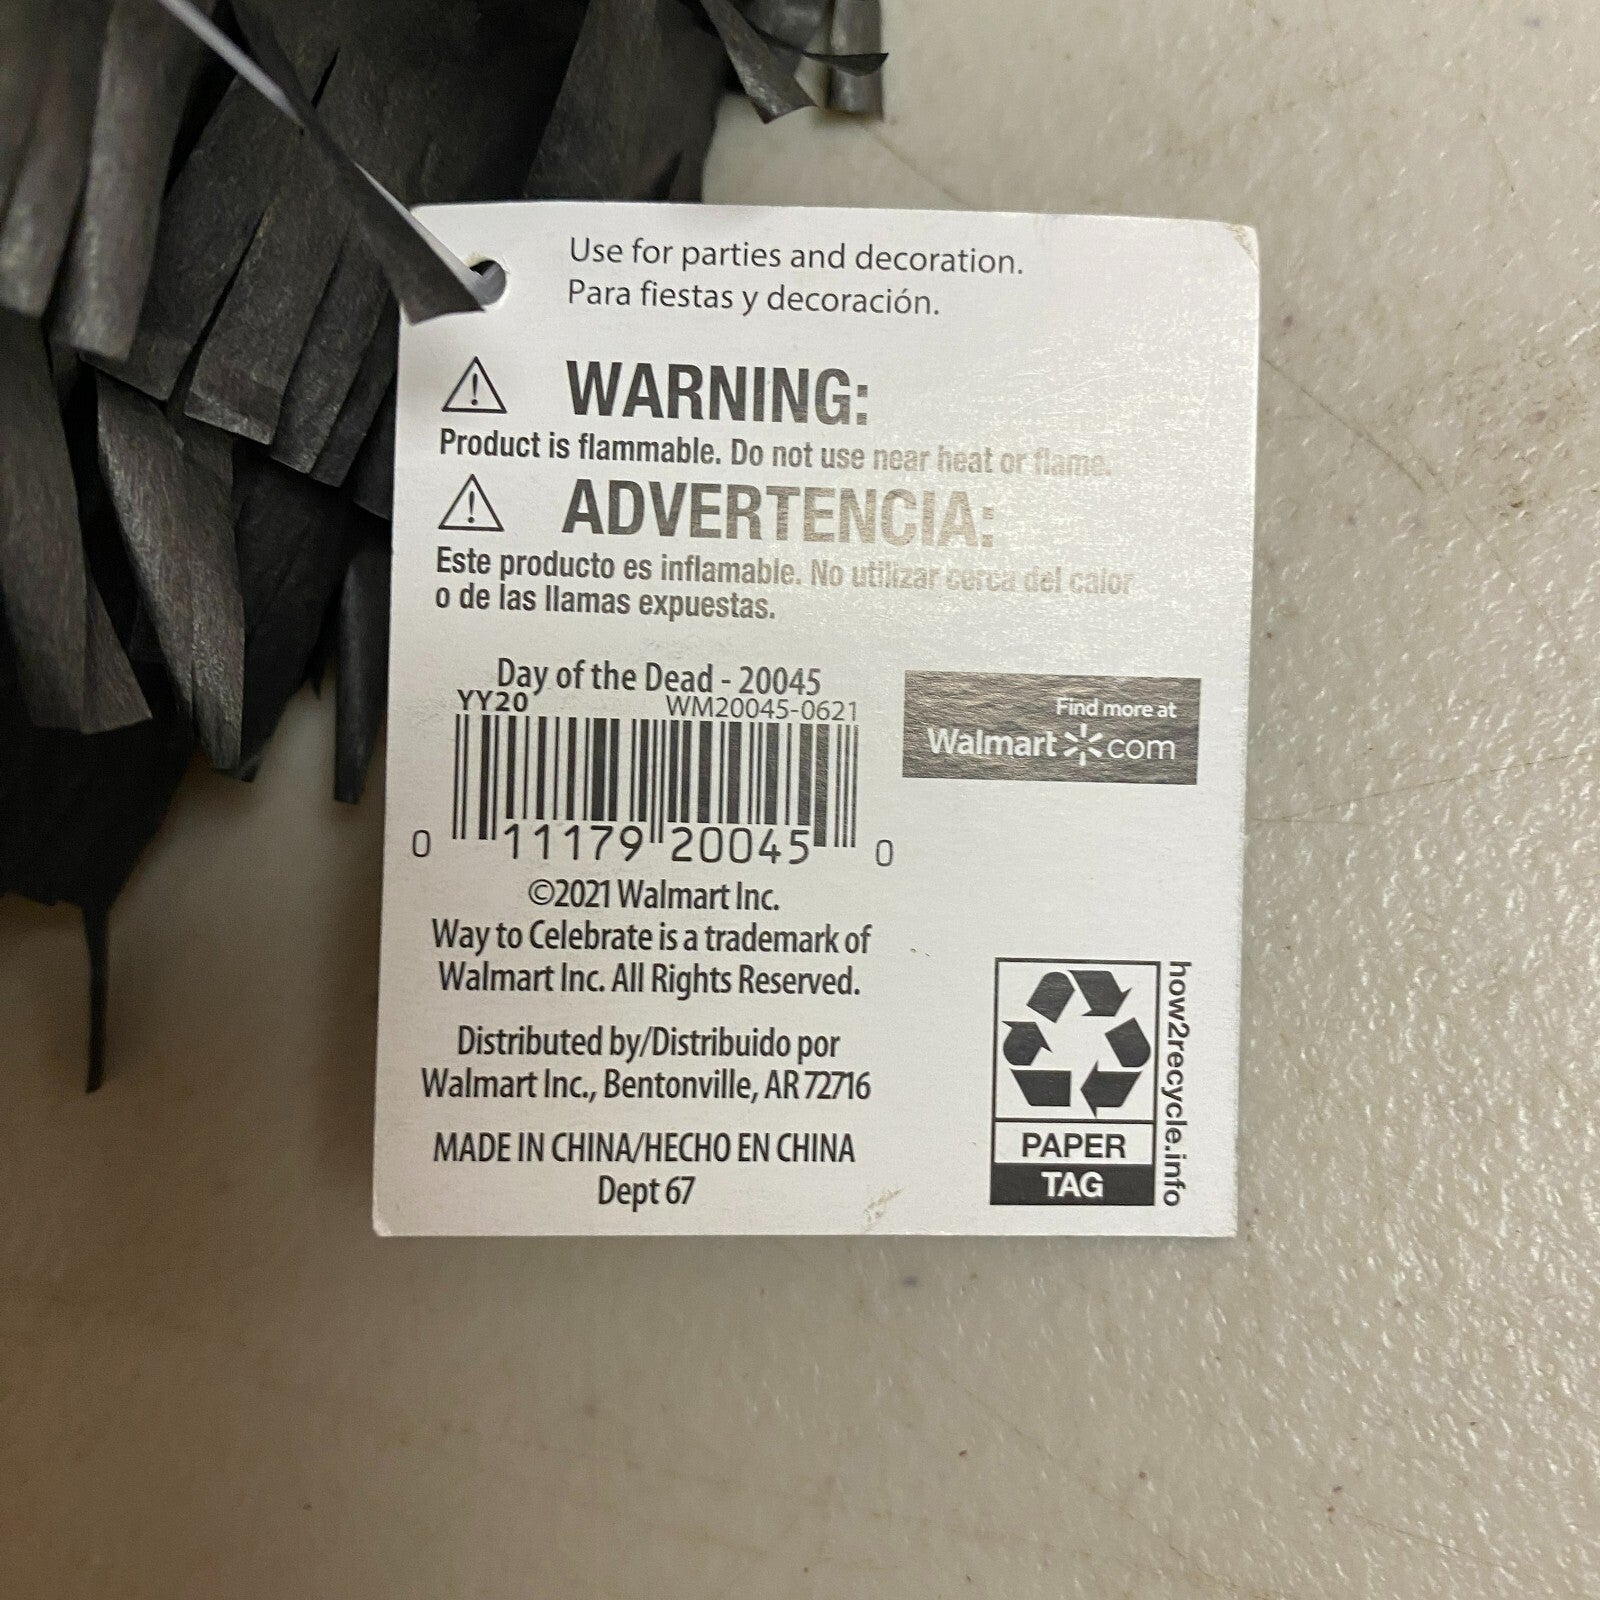 Use for parties and decoration.
Para fiestas y decoración.
WARNING:
Product is flammable. Do not use near heat or flame.
ADVERTENCIA:
Este producto es inflamable. No utilizar cerca del calor
o de las llamas expuestas.
Day of the Dead - 20045
YY20 WM20045-0621
0 11179 20045 0
Find more at
Walmart com
©2021 Walmart Inc.
Way to Celebrate is a trademark of
Walmart Inc. All Rights Reserved.
Distributed by/Distribuido por
Walmart Inc., Bentonville, AR 72716
MADE IN CHINA/HECHO EN CHINA
Dept 67
PAPER
TAG
how2recycle.info